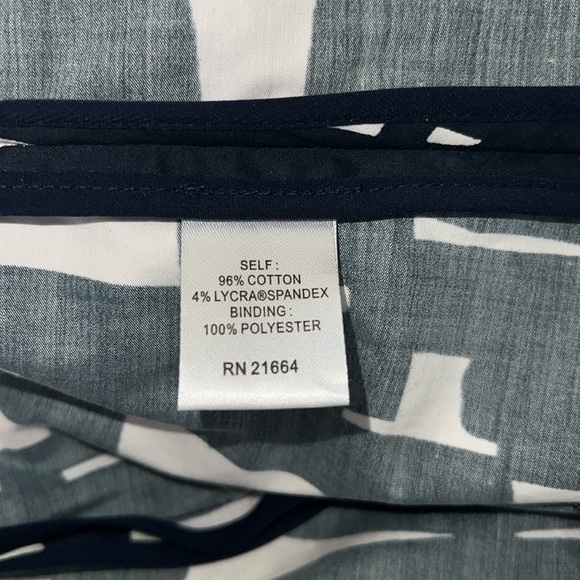 SELF :
96% COTTON
4% LYCRA®SPANDEX
BINDING :
100% POLYESTER
RN 21664